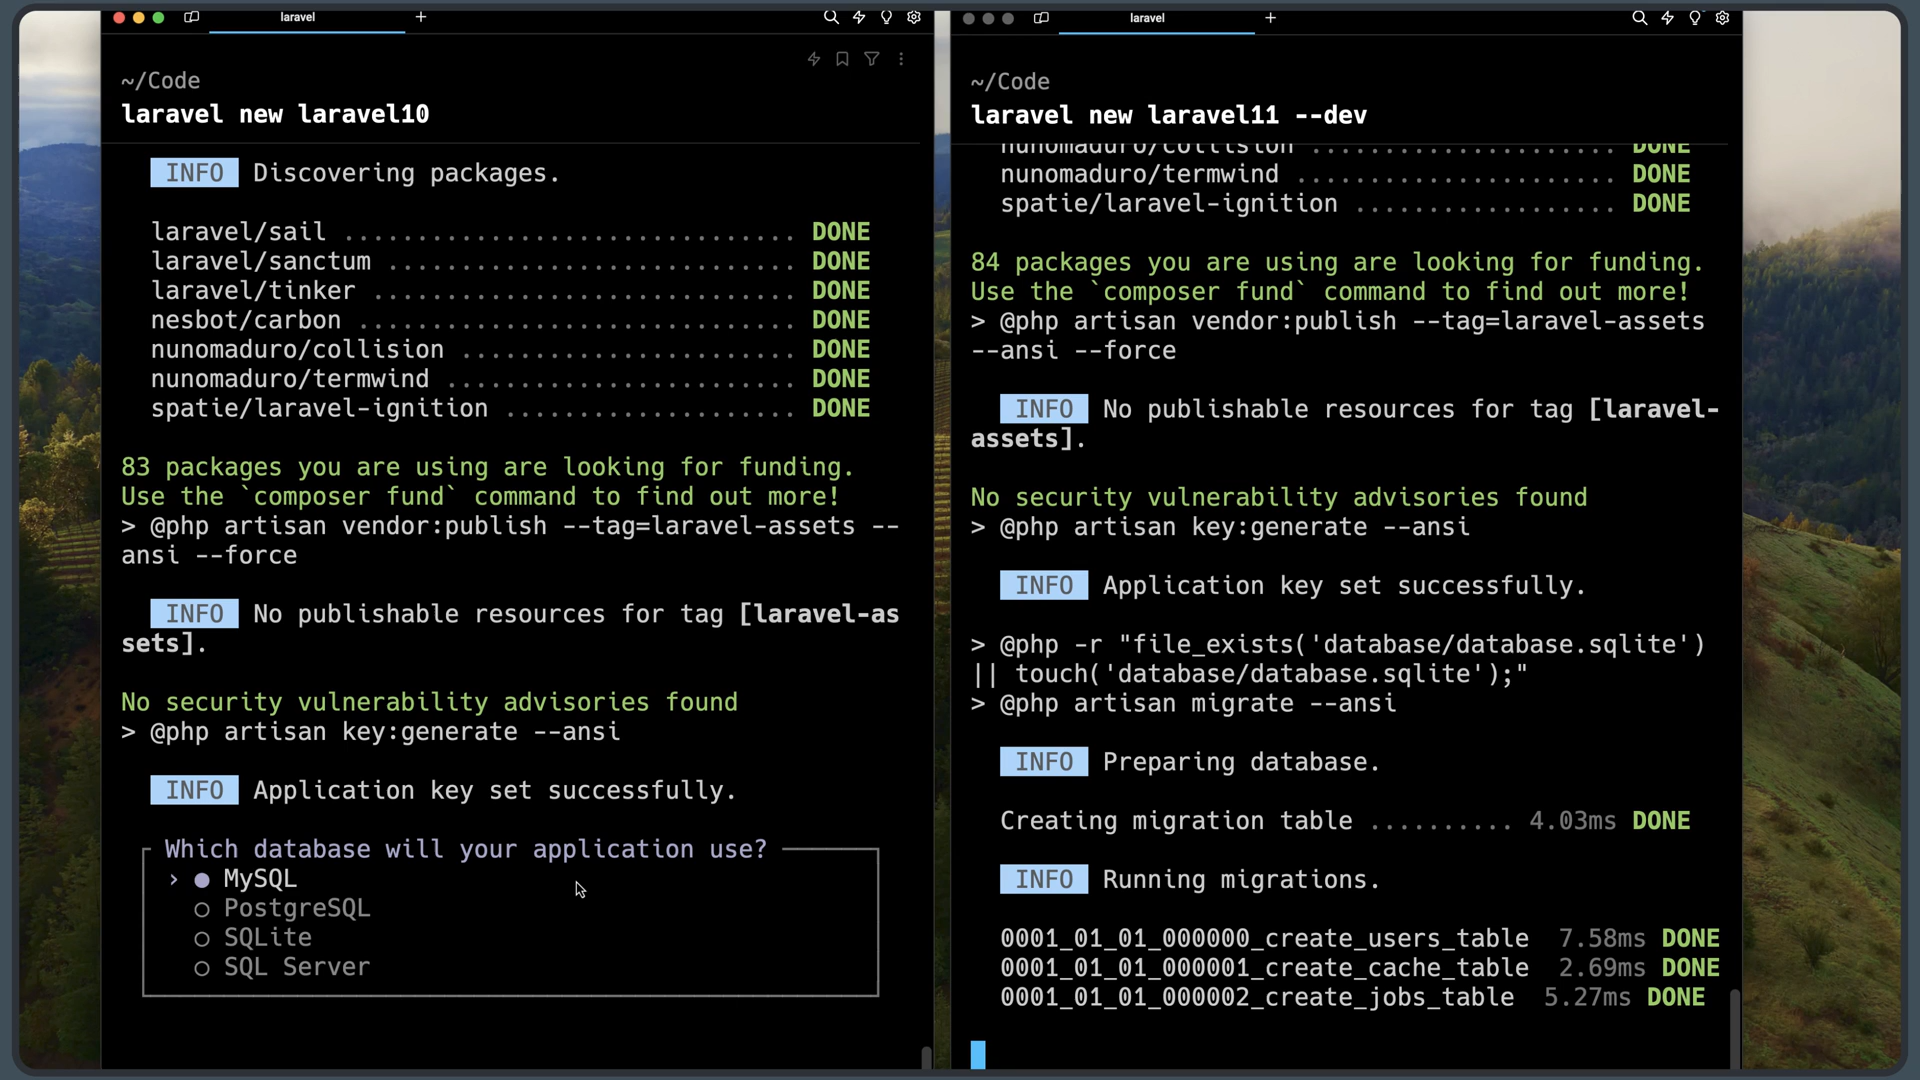 laravel
~/Code
laravel new laravel10
INFO Discovering packages.
laravel/sail ............................... DONE
laravel/sanctum ............................ DONE
laravel/tinker ............................. DONE
nesbot/carbon .............................. DONE
nunomaduro/collision ....................... DONE
nunomaduro/termwind ........................ DONE
spatie/laravel-ignition .................... DONE
83 packages you are using are looking for funding.
Use the `composer fund` command to find out more!
> @php artisan vendor:publish --tag=laravel-assets --
ansi --force
INFO No publishable resources for tag [laravel-as
sets].
No security vulnerability advisories found
> @php artisan key:generate --ansi
INFO Application key set successfully.
Which database will your application use?
› ● MySQL
○ PostgreSQL
○ SQLite
○ SQL Server
laravel
~/Code
laravel new laravel11 --dev
nunomaduro/collision ..................... DONE
nunomaduro/termwind ...................... DONE
spatie/laravel-ignition .................. DONE
84 packages you are using are looking for funding.
Use the `composer fund` command to find out more!
> @php artisan vendor:publish --tag=laravel-assets
--ansi --force
INFO No publishable resources for tag [laravel-
assets].
No security vulnerability advisories found
> @php artisan key:generate --ansi
INFO Application key set successfully.
> @php -r "file_exists('database/database.sqlite')
|| touch('database/database.sqlite');"
> @php artisan migrate --ansi
INFO Preparing database.
Creating migration table .......... 4.03ms DONE
INFO Running migrations.
0001_01_01_000000_create_users_table 7.58ms DONE
0001_01_01_000001_create_cache_table 2.69ms DONE
0001_01_01_000002_create_jobs_table 5.27ms DONE